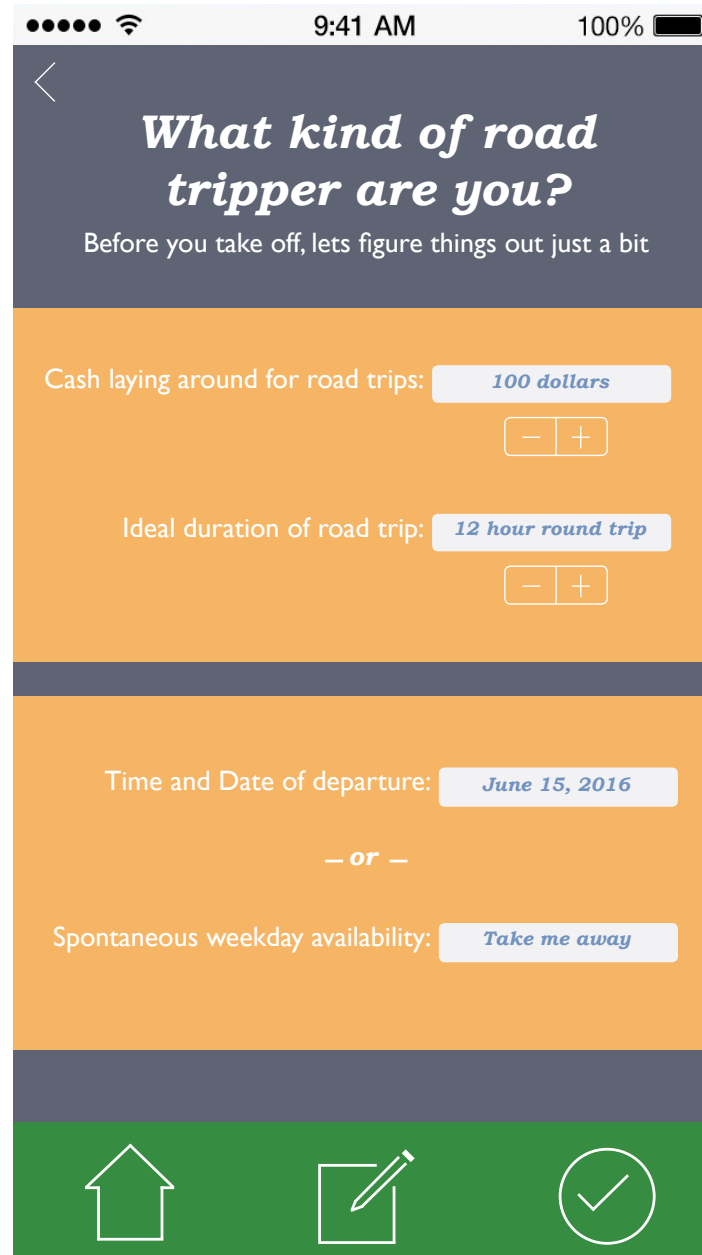 9:41 AM 100%
What kind of road
tripper are you?
Before you take off, lets figure things out just a bit
Cash laying around for road trips: 100 dollars
Ideal duration of road trip: 12 hour round trip
Time and Date of departure: June 15, 2016
– or –
Spontaneous weekday availability: Take me away